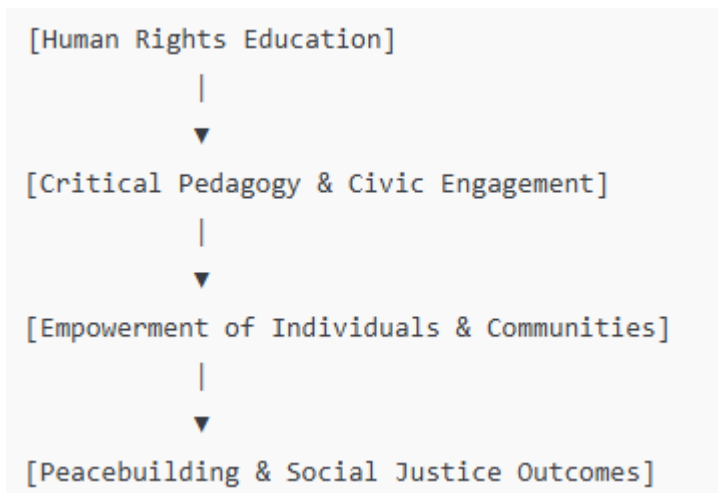 [Human Rights Education]
|
▼
[Critical Pedagogy & Civic Engagement]
|
▼
[Empowerment of Individuals & Communities]
|
▼
[Peacebuilding & Social Justice Outcomes]